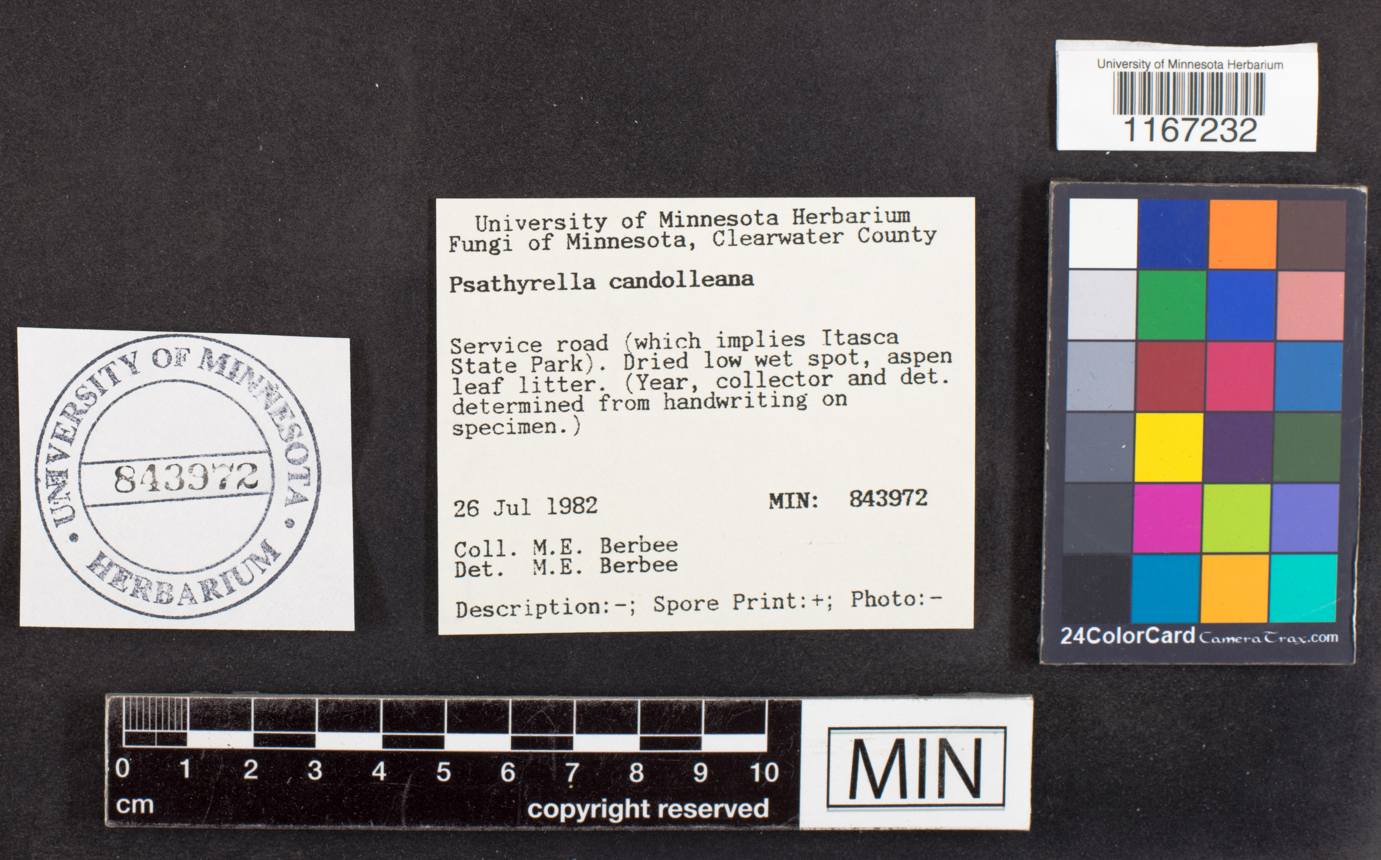 University of Minnesota Herbarium
1167232
University of Minnesota Herbarium
Fungi of Minnesota, Clearwater County
Psathyrella candolleana
Service road (which implies Itasca
State Park). Dried low wet spot, aspen
leaf litter. (Year, collector and det.
determined from handwriting on
specimen.)
26 Jul 1982 MIN: 843972
Coll. M.E. Berbee
Det. M.E. Berbee
Description:-; Spore Print:+; Photo:-
UNIVERSITY OF MINNESOTA
843972
• HERBARIUM •
24ColorCard CameraTrax.com
0 1 2 3 4 5 6 7 8 9 10
cm
copyright reserved
MIN